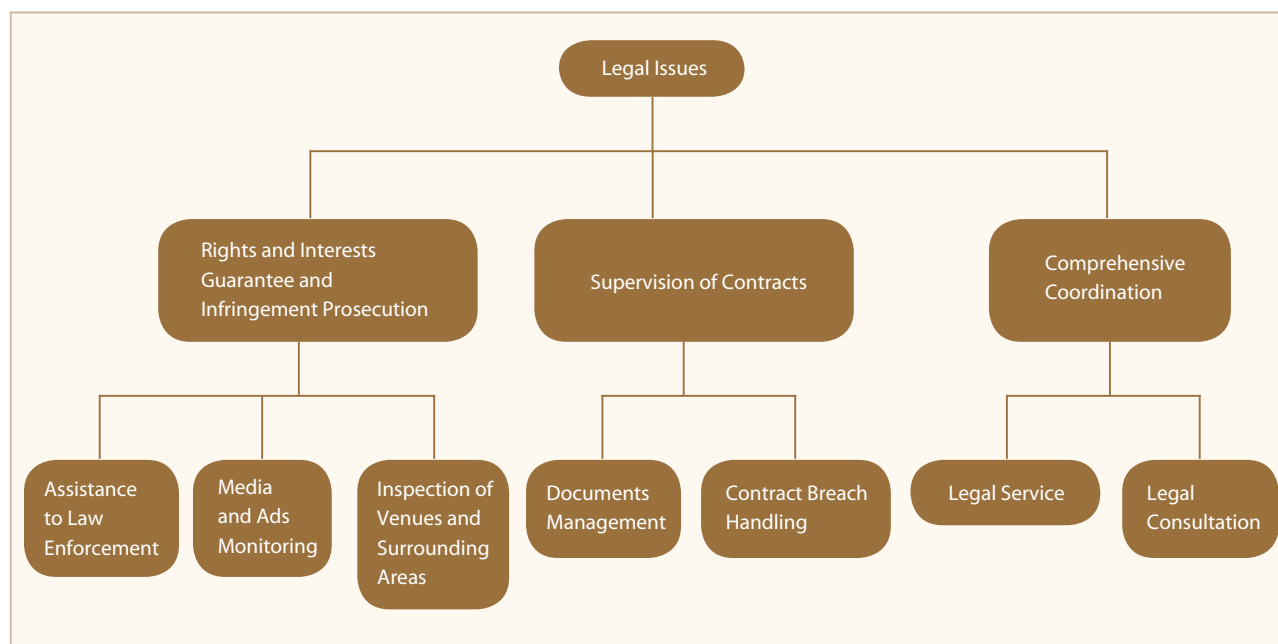 Legal Issues
Rights and Interests
Guarantee and
Infringement Prosecution
Supervision of Contracts
Comprehensive
Coordination
Assistance
to Law
Enforcement
Media
and Ads
Monitoring
Inspection of
Venues and
Surrounding
Areas
Documents
Management
Contract Breach
Handling
Legal Service
Legal
Consultation